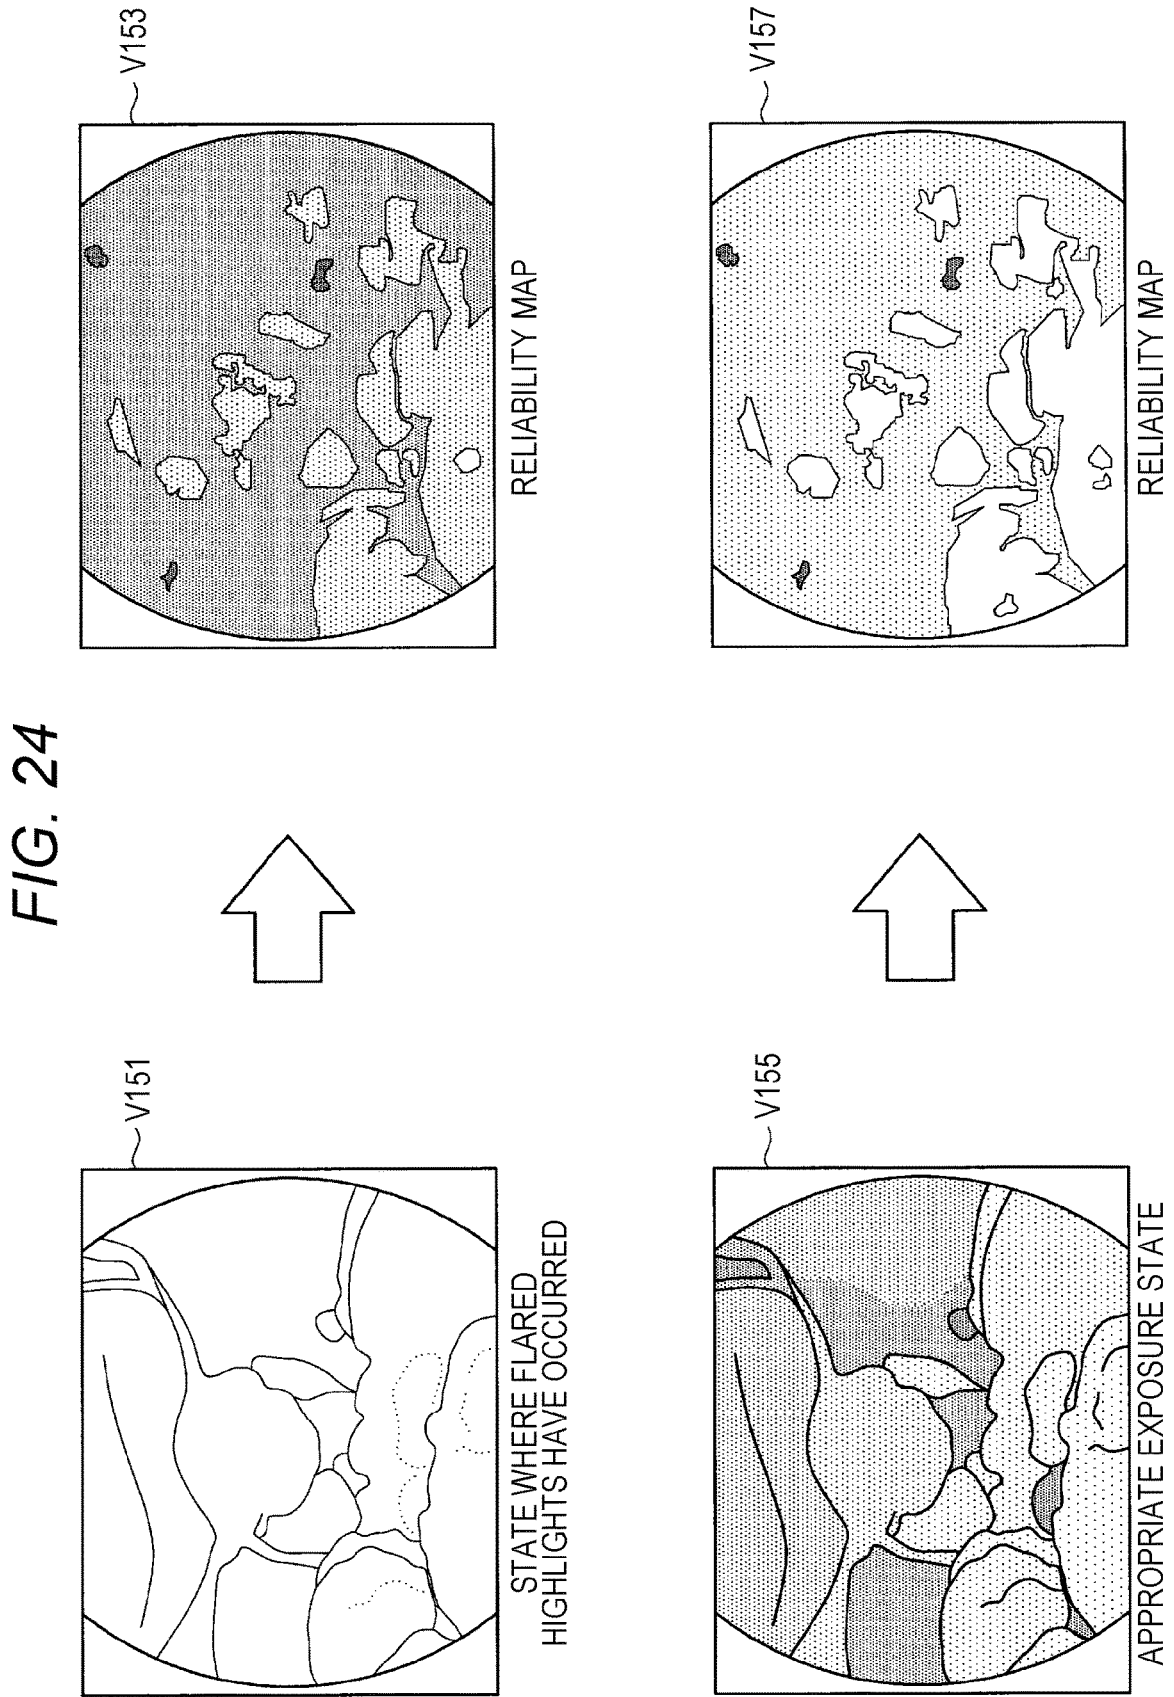 FIG. 24
V151
STATE WHERE FLARED
HIGHLIGHTS HAVE OCCURRED
V153
RELIABILITY MAP
V155
APPROPRIATE EXPOSURE STATE
V157
RELIABILITY MAP